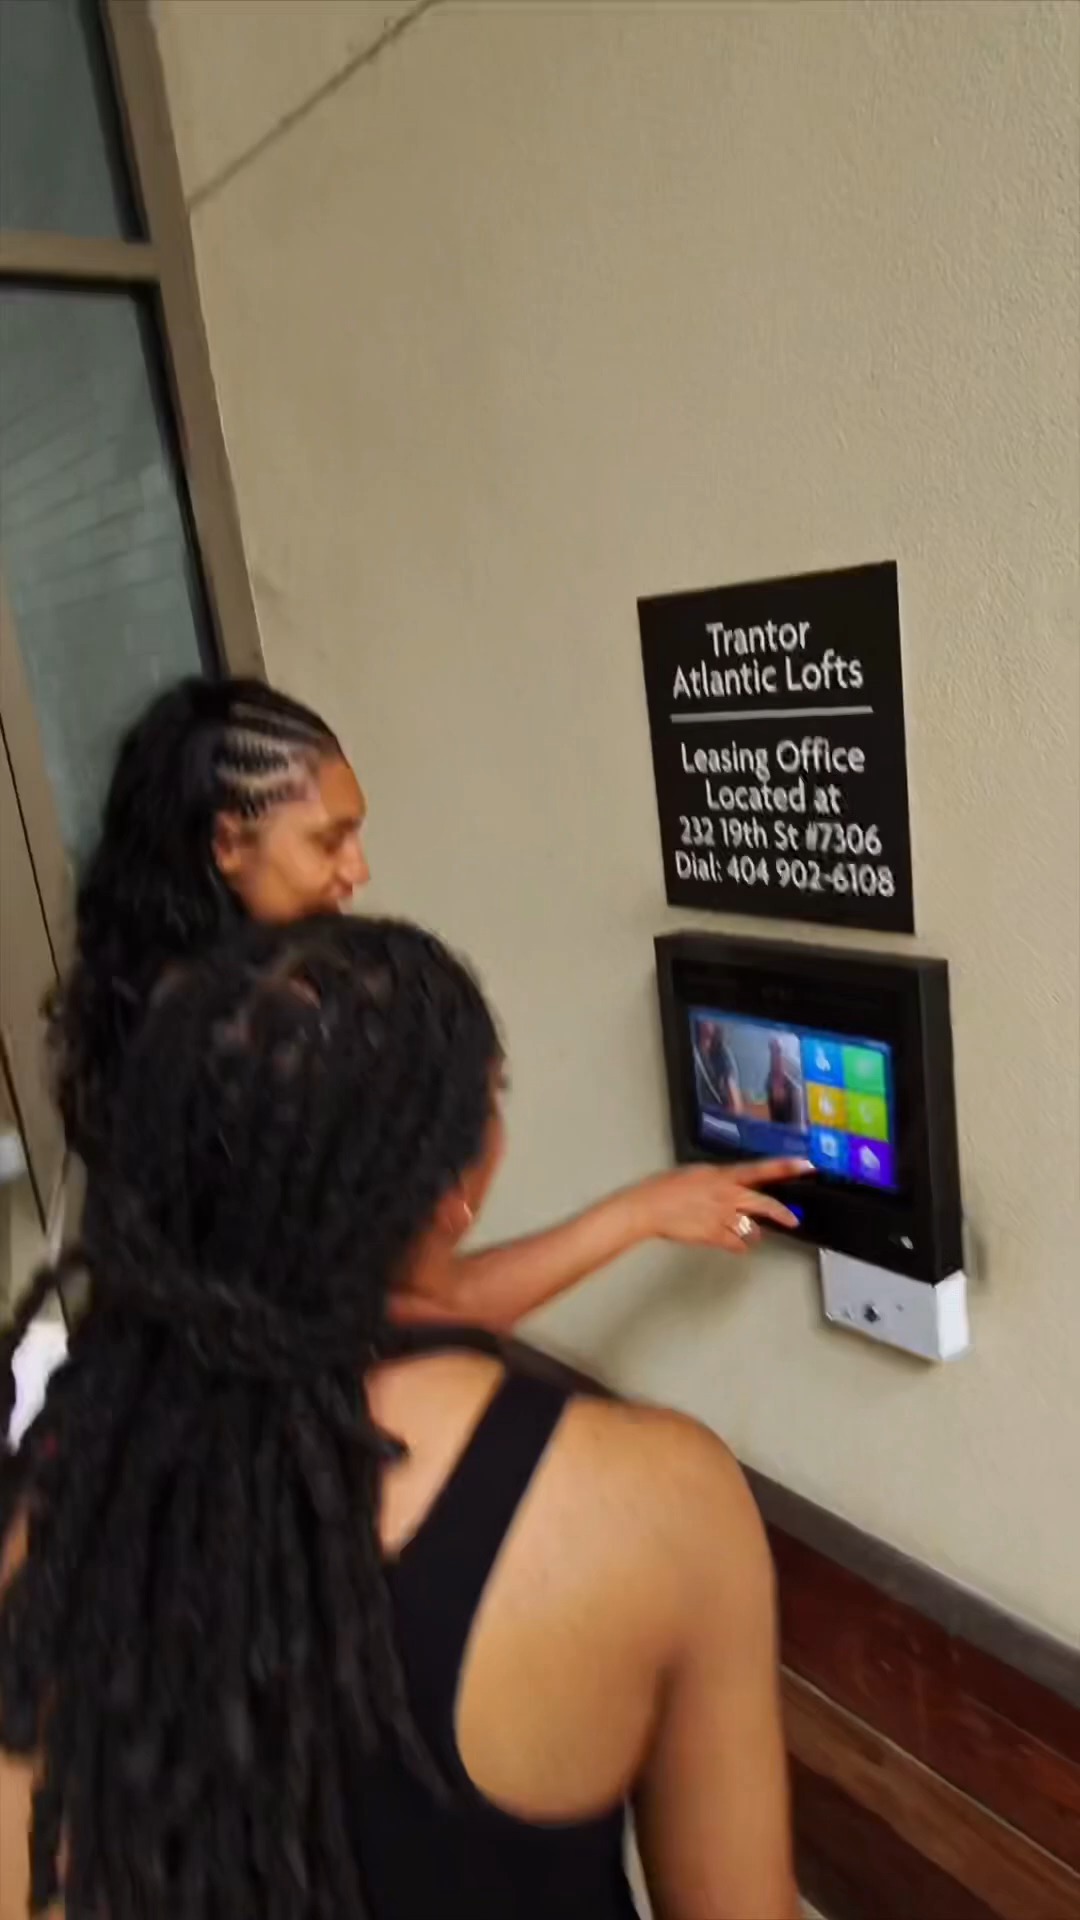 Trantor
Atlantic Lofts
Leasing Office
Located at
232 19th St #7306
Dial: 404 902-6108